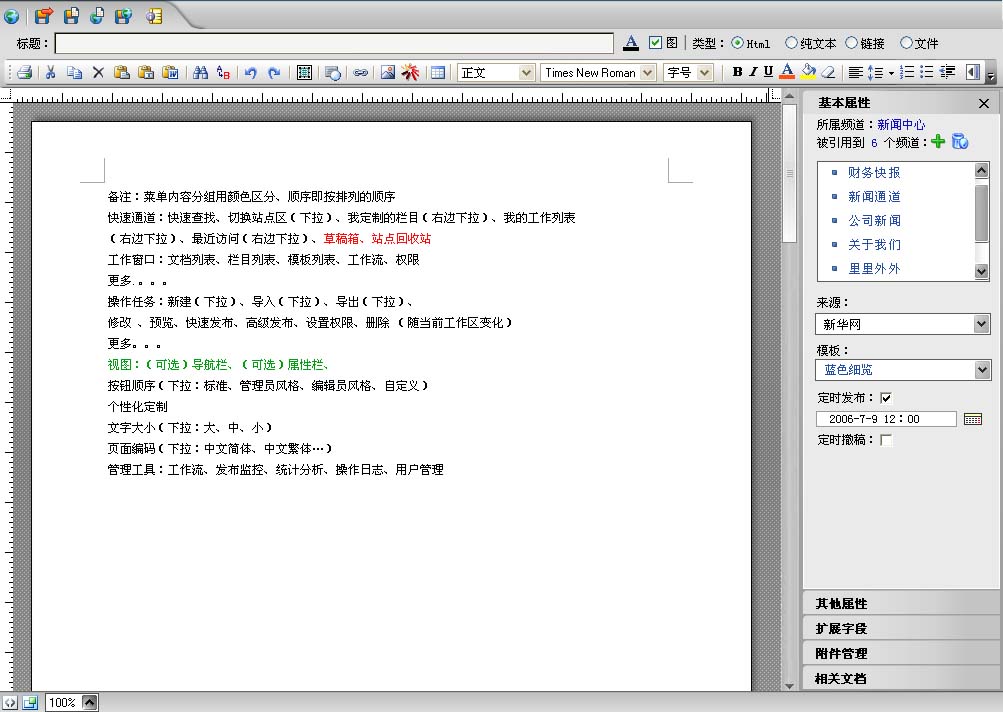 标题：
图
类型：
Html
纯文本
链接
文件
正文
Times New Roman
字号
B I U A
备注：菜单内容分组用颜色区分、顺序即按排列的顺序
快速通道：快速查找、切换站点区（下拉）、我定制的栏目（右边下拉）、我的工作列表
（右边下拉）、最近访问（右边下拉）、草稿箱、站点回收站
工作窗口：文档列表、栏目列表、模板列表、工作流、权限
更多。。。。
操作任务：新建（下拉）、导入（下拉）、导出（下拉）、
修改 、预览、快速发布、高级发布、设置权限、删除 （随当前工作区变化）
更多。。。
视图：（可选）导航栏、（可选）属性栏、
按钮顺序（下拉：标准、管理员风格、编辑员风格、自定义）
个性化定制
文字大小（下拉：大、中、小）
页面编码（下拉：中文简体、中文繁体…）
管理工具：工作流、发布监控、统计分析、操作日志、用户管理
基本属性
所属频道：新闻中心
被引用到 6 个频道：
财务快报
新闻通道
公司新闻
关于我们
里里外外
来源：
新华网
模板：
蓝色细览
定时发布：
2006-7-9 12：00
定时撤稿：
其他属性
扩展字段
附件管理
相关文档
100%